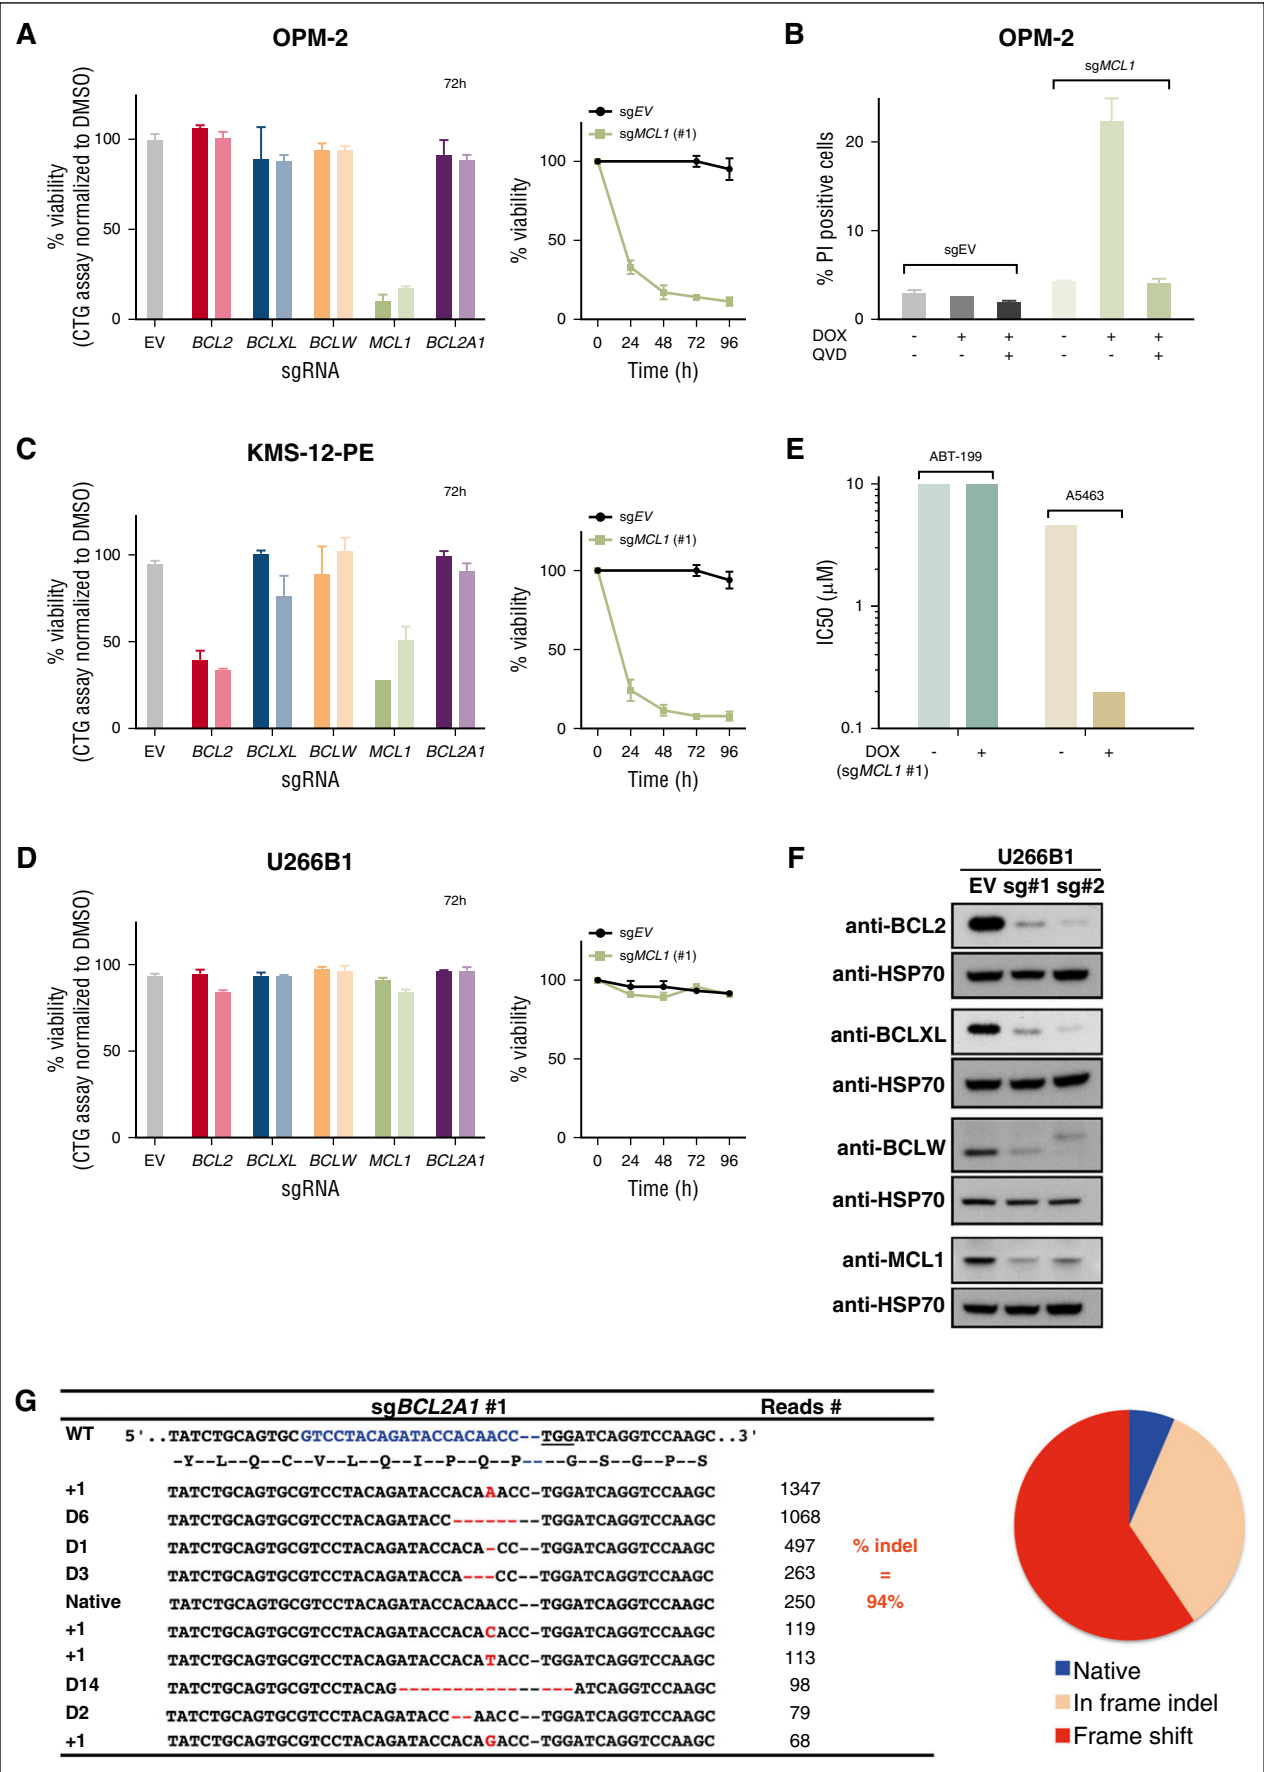 A
OPM-2
72h
% viability
(CTG assay normalized to DMSO)
100
50
0
EV BCL2 BCLXL BCLW MCL1 BCL2A1
sgRNA
sgEV
sgMCL1 (#1)
% viability
100
50
0
0 24 48 72 96
Time (h)
B
OPM-2
sgMCL1
sgEV
% PI positive cells
20
10
0
DOX - + + - + +
QVD - - + - - +
C
KMS-12-PE
72h
% viability
(CTG assay normalized to DMSO)
100
50
0
EV BCL2 BCLXL BCLW MCL1 BCL2A1
sgRNA
sgEV
sgMCL1 (#1)
% viability
100
50
0
0 24 48 72 96
Time (h)
E
ABT-199
A5463
IC50 (µM)
10
1
0.1
DOX - + - +
(sgMCL1 #1)
D
U266B1
72h
% viability
(CTG assay normalized to DMSO)
100
50
0
EV BCL2 BCLXL BCLW MCL1 BCL2A1
sgRNA
sgEV
sgMCL1 (#1)
% viability
100
50
0
0 24 48 72 96
Time (h)
F
U266B1
EV sg#1 sg#2
anti-BCL2
anti-HSP70
anti-BCLXL
anti-HSP70
anti-BCLW
anti-HSP70
anti-MCL1
anti-HSP70
G
sgBCL2A1 #1 Reads #
WT 5'..TATCTGCAGTGCGTCCTACAGATACCACAACC--TGGATCAGGTCCAAGC..3'
-Y--L--Q--C--V--L--Q--I--P--Q--P----G--S--G--P--S
+1 TATCTGCAGTGCGTCCTACAGATACCACAAACC-TGGATCAGGTCCAAGC 1347
D6 TATCTGCAGTGCGTCCTACAGATACC--------TGGATCAGGTCCAAGC 1068
D1 TATCTGCAGTGCGTCCTACAGATACCACA-CC--TGGATCAGGTCCAAGC 497 % indel
D3 TATCTGCAGTGCGTCCTACAGATACCA---CC--TGGATCAGGTCCAAGC 263 =
Native TATCTGCAGTGCGTCCTACAGATACCACAACC--TGGATCAGGTCCAAGC 250 94%
+1 TATCTGCAGTGCGTCCTACAGATACCACACACC-TGGATCAGGTCCAAGC 119
+1 TATCTGCAGTGCGTCCTACAGATACCACATACC-TGGATCAGGTCCAAGC 113
D14 TATCTGCAGTGCGTCCTACAG----------------ATCAGGTCCAAGC 98
D2 TATCTGCAGTGCGTCCTACAGATACC--AACC--TGGATCAGGTCCAAGC 79
+1 TATCTGCAGTGCGTCCTACAGATACCACAGACC-TGGATCAGGTCCAAGC 68
Native
In frame indel
Frame shift